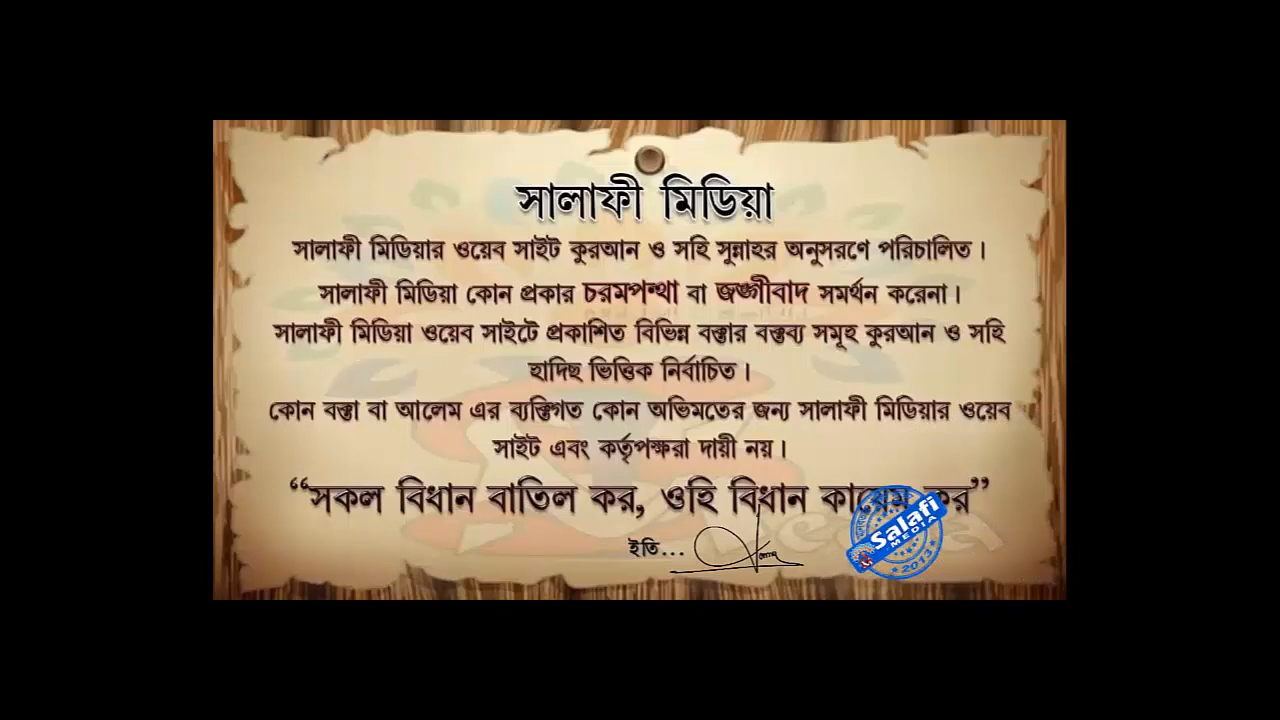 সালাফী মিডিয়া
সালাফী মিডিয়ার ওয়েব সাইট কুরআন ও সহি সুন্নাহর অনুসরণে পরিচালিত।
সালাফী মিডিয়া কোন প্রকার চরমপন্থা বা জঙ্গীবাদ সমর্থন করেনা।
সালাফী মিডিয়া ওয়েব সাইটে প্রকাশিত বিভিন্ন বক্তার বক্তব্য সমূহ কুরআন ও সহি
হাদিছ ভিত্তিক নির্বাচিত।
কোন বক্তা বা আলেম এর ব্যক্তিগত কোন অভিমতের জন্য সালাফী মিডিয়ার ওয়েব
সাইট এবং কর্তৃপক্ষরা দায়ী নয়।
“সকল বিধান বাতিল কর, ওহি বিধান কায়েম কর”
ইতি...
Salafi
MEDIA
2013